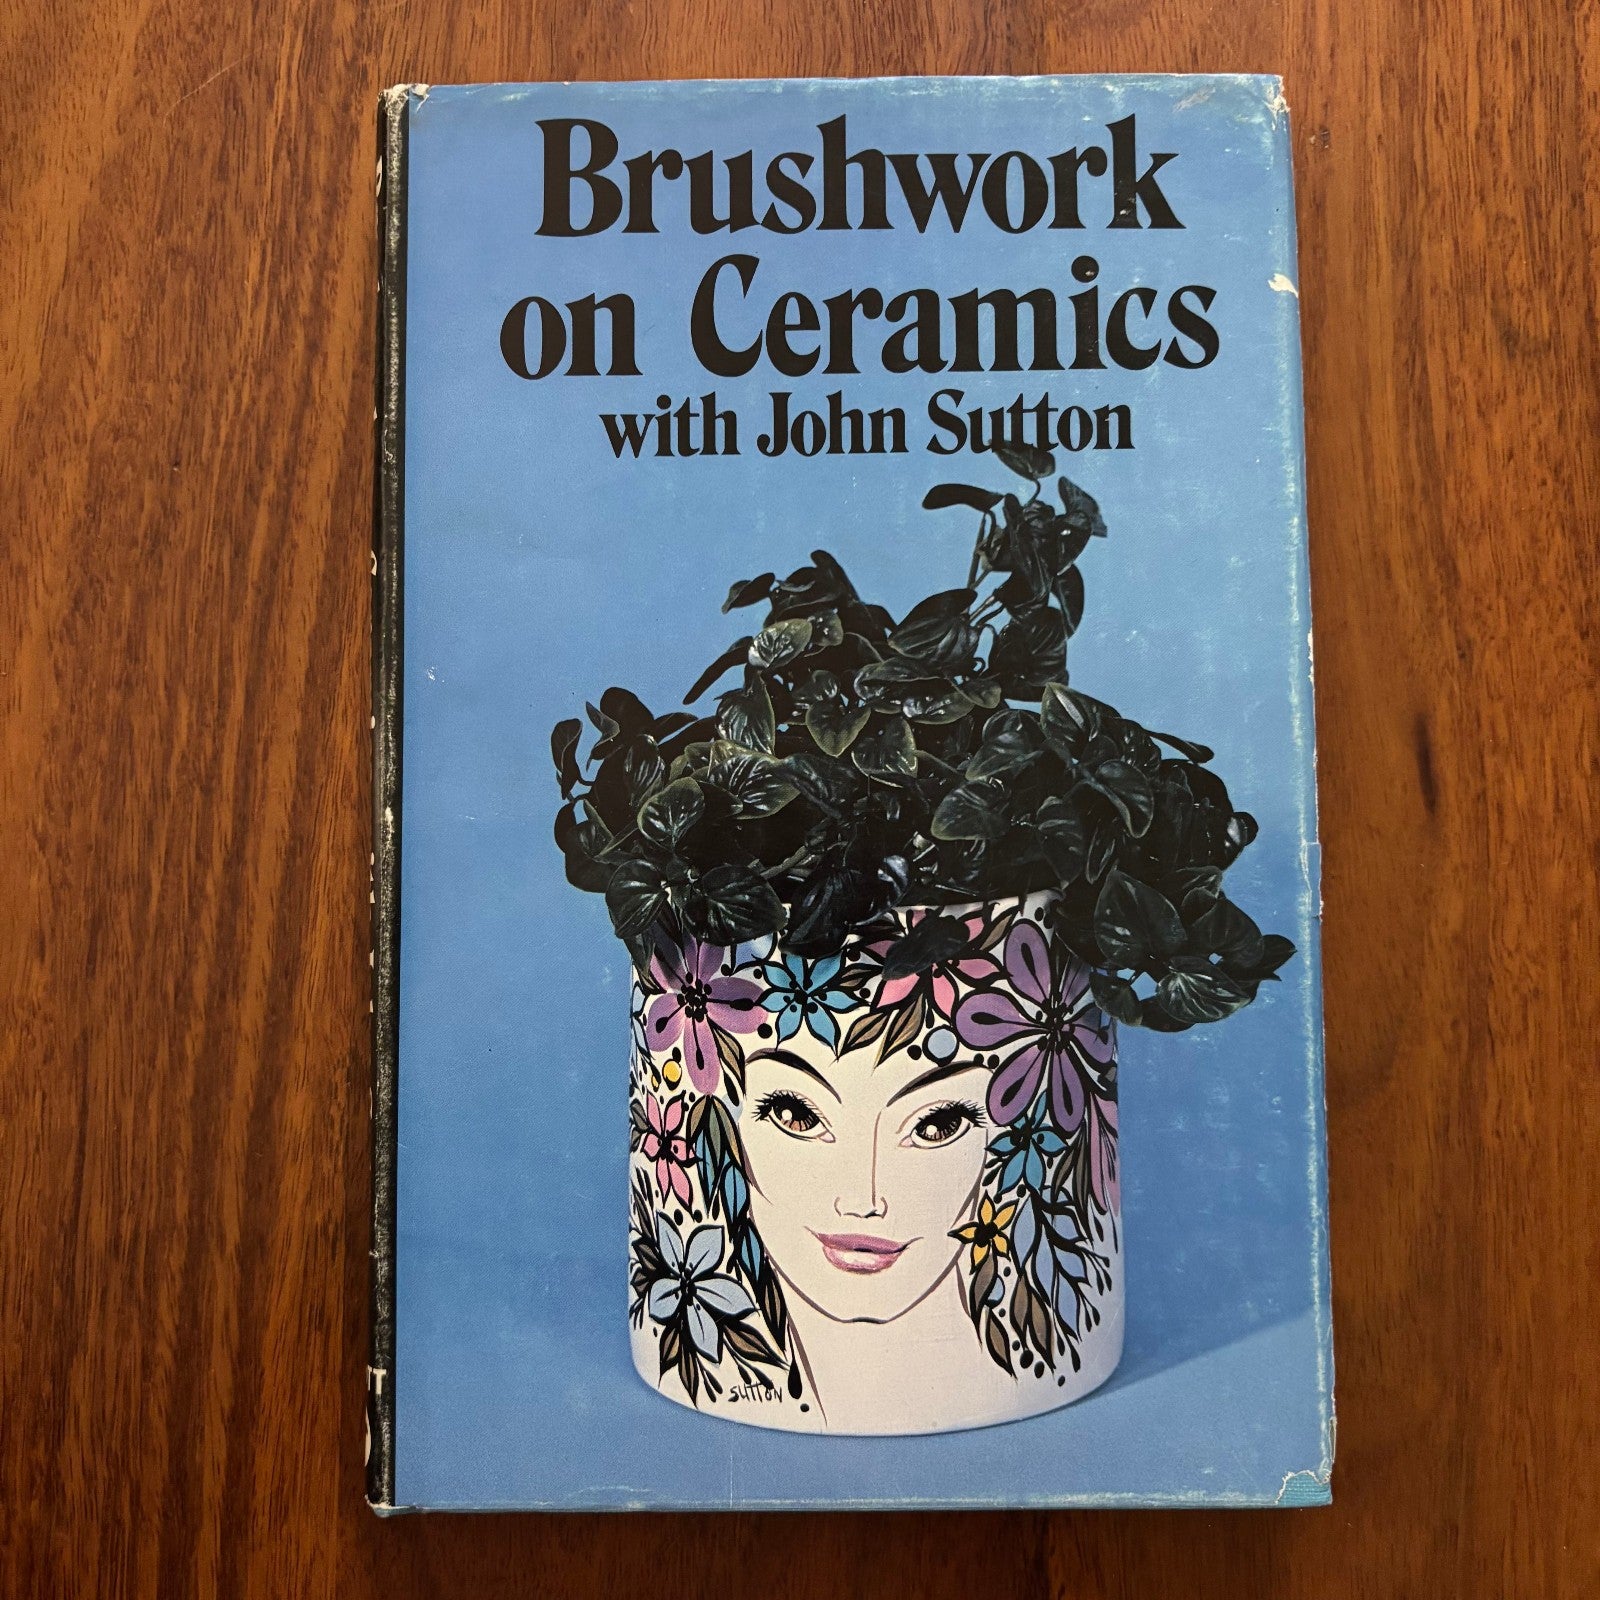 Brushwork
on Ceramics
with John Sutton
SUTTON